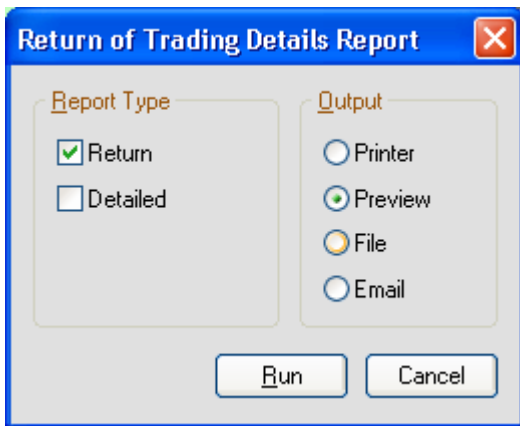 Return of Trading Details Report
Report Type
Return
Detailed
Output
Printer
Preview
File
Email
Run
Cancel